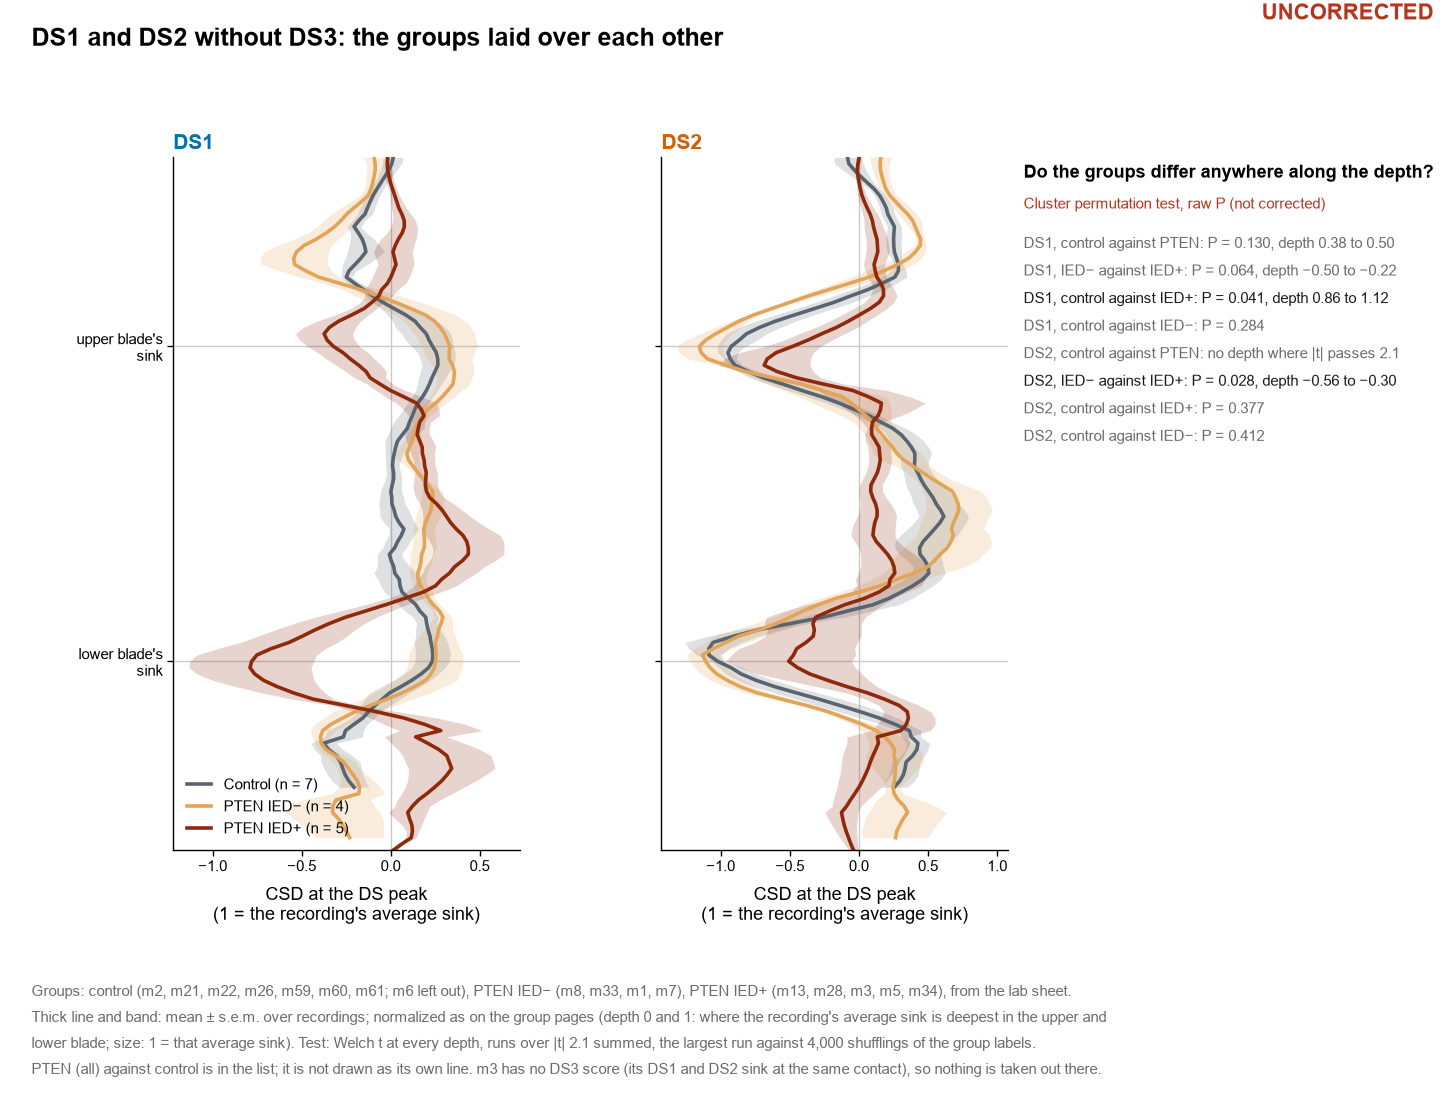 UNCORRECTED
DS1 and DS2 without DS3: the groups laid over each other
DS1
upper blade's
sink
lower blade's
sink
Control (n = 7)
PTEN IED− (n = 4)
PTEN IED+ (n = 5)
−1.0 −0.5 0.0 0.5
CSD at the DS peak
(1 = the recording's average sink)
DS2
−1.0 −0.5 0.0 0.5 1.0
CSD at the DS peak
(1 = the recording's average sink)
Do the groups differ anywhere along the depth?
Cluster permutation test, raw P (not corrected)
DS1, control against PTEN: P = 0.130, depth 0.38 to 0.50
DS1, IED− against IED+: P = 0.064, depth −0.50 to −0.22
DS1, control against IED+: P = 0.041, depth 0.86 to 1.12
DS1, control against IED−: P = 0.284
DS2, control against PTEN: no depth where |t| passes 2.1
DS2, IED− against IED+: P = 0.028, depth −0.56 to −0.30
DS2, control against IED+: P = 0.377
DS2, control against IED−: P = 0.412
Groups: control (m2, m21, m22, m26, m59, m60, m61; m6 left out), PTEN IED− (m8, m33, m1, m7), PTEN IED+ (m13, m28, m3, m5, m34), from the lab sheet.
Thick line and band: mean ± s.e.m. over recordings; normalized as on the group pages (depth 0 and 1: where the recording's average sink is deepest in the upper and
lower blade; size: 1 = that average sink). Test: Welch t at every depth, runs over |t| 2.1 summed, the largest run against 4,000 shufflings of the group labels.
PTEN (all) against control is in the list; it is not drawn as its own line. m3 has no DS3 score (its DS1 and DS2 sink at the same contact), so nothing is taken out there.